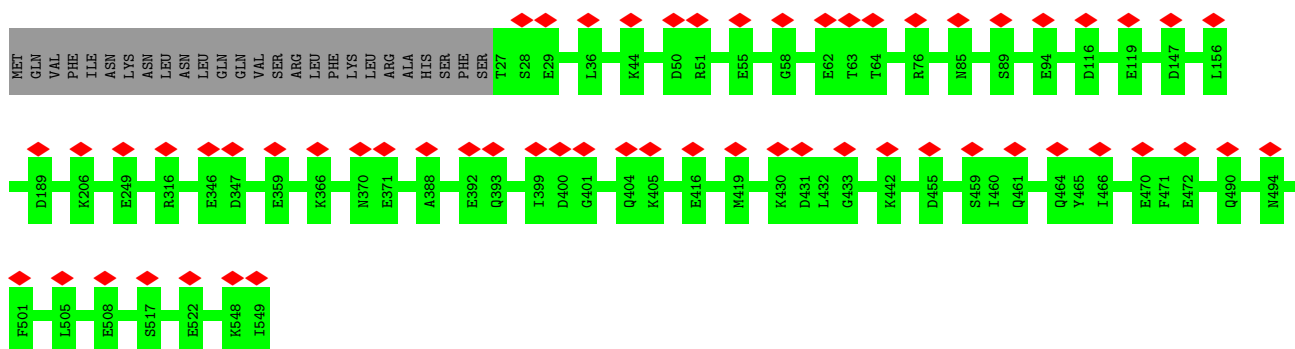 MET GLN VAL PHE ILE ASN LYS ASN LEU ASN LEU GLN GLN VAL SER ARG LEU PHE LYS LEU ARG ALA HIS SER PHE SER T27 S28 E29 L36 K44 D50 R51 E55 G58 E62 T63 T64 R76 N85 S89 E94 D116 E119 D147 L156
D189 K206 E249 R316 E346 D347 E359 K366 N370 E371 A388 E392 Q393 I399 D400 G401 Q404 K405 E416 M419 K430 D431 L432 G433 K442 D455 S459 I460 Q461 Q464 Y465 I466 E470 F471 E472 Q490 N494
F501 L505 E508 S517 E522 K548 I549